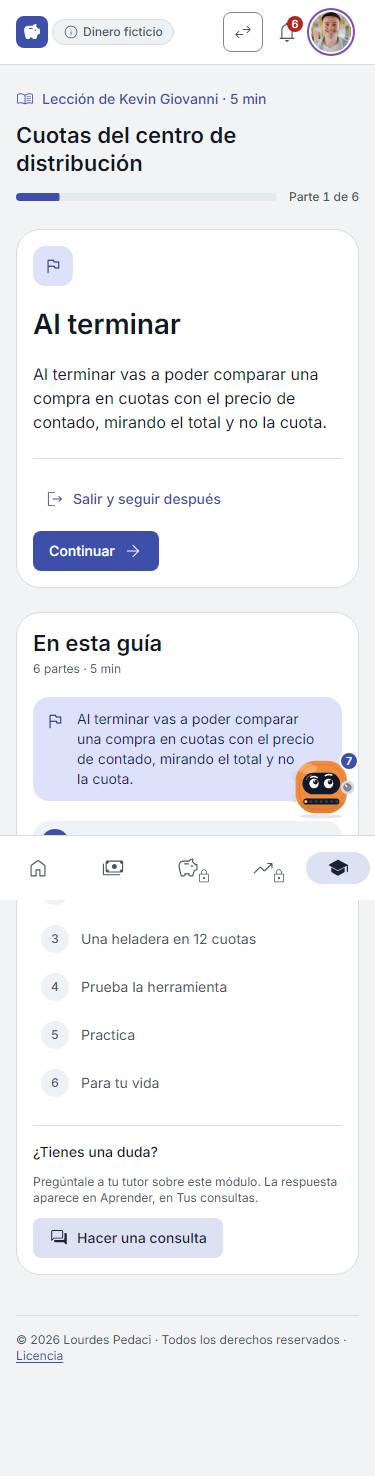 Dinero ficticio
6
Lección de Kevin Giovanni · 5 min
Cuotas del centro de
distribución
Parte 1 de 6
Al terminar
Al terminar vas a poder comparar una
compra en cuotas con el precio de
contado, mirando el total y no la cuota.
Salir y seguir después
Continuar
En esta guía
6 partes · 5 min
Al terminar vas a poder comparar
una compra en cuotas con el precio
de contado, mirando el total y no
la cuota.
7
3 Una heladera en 12 cuotas
4 Prueba la herramienta
5 Practica
6 Para tu vida
¿Tienes una duda?
Pregúntale a tu tutor sobre este módulo. La respuesta
aparece en Aprender, en Tus consultas.
Hacer una consulta
© 2026 Lourdes Pedaci · Todos los derechos reservados ·
Licencia